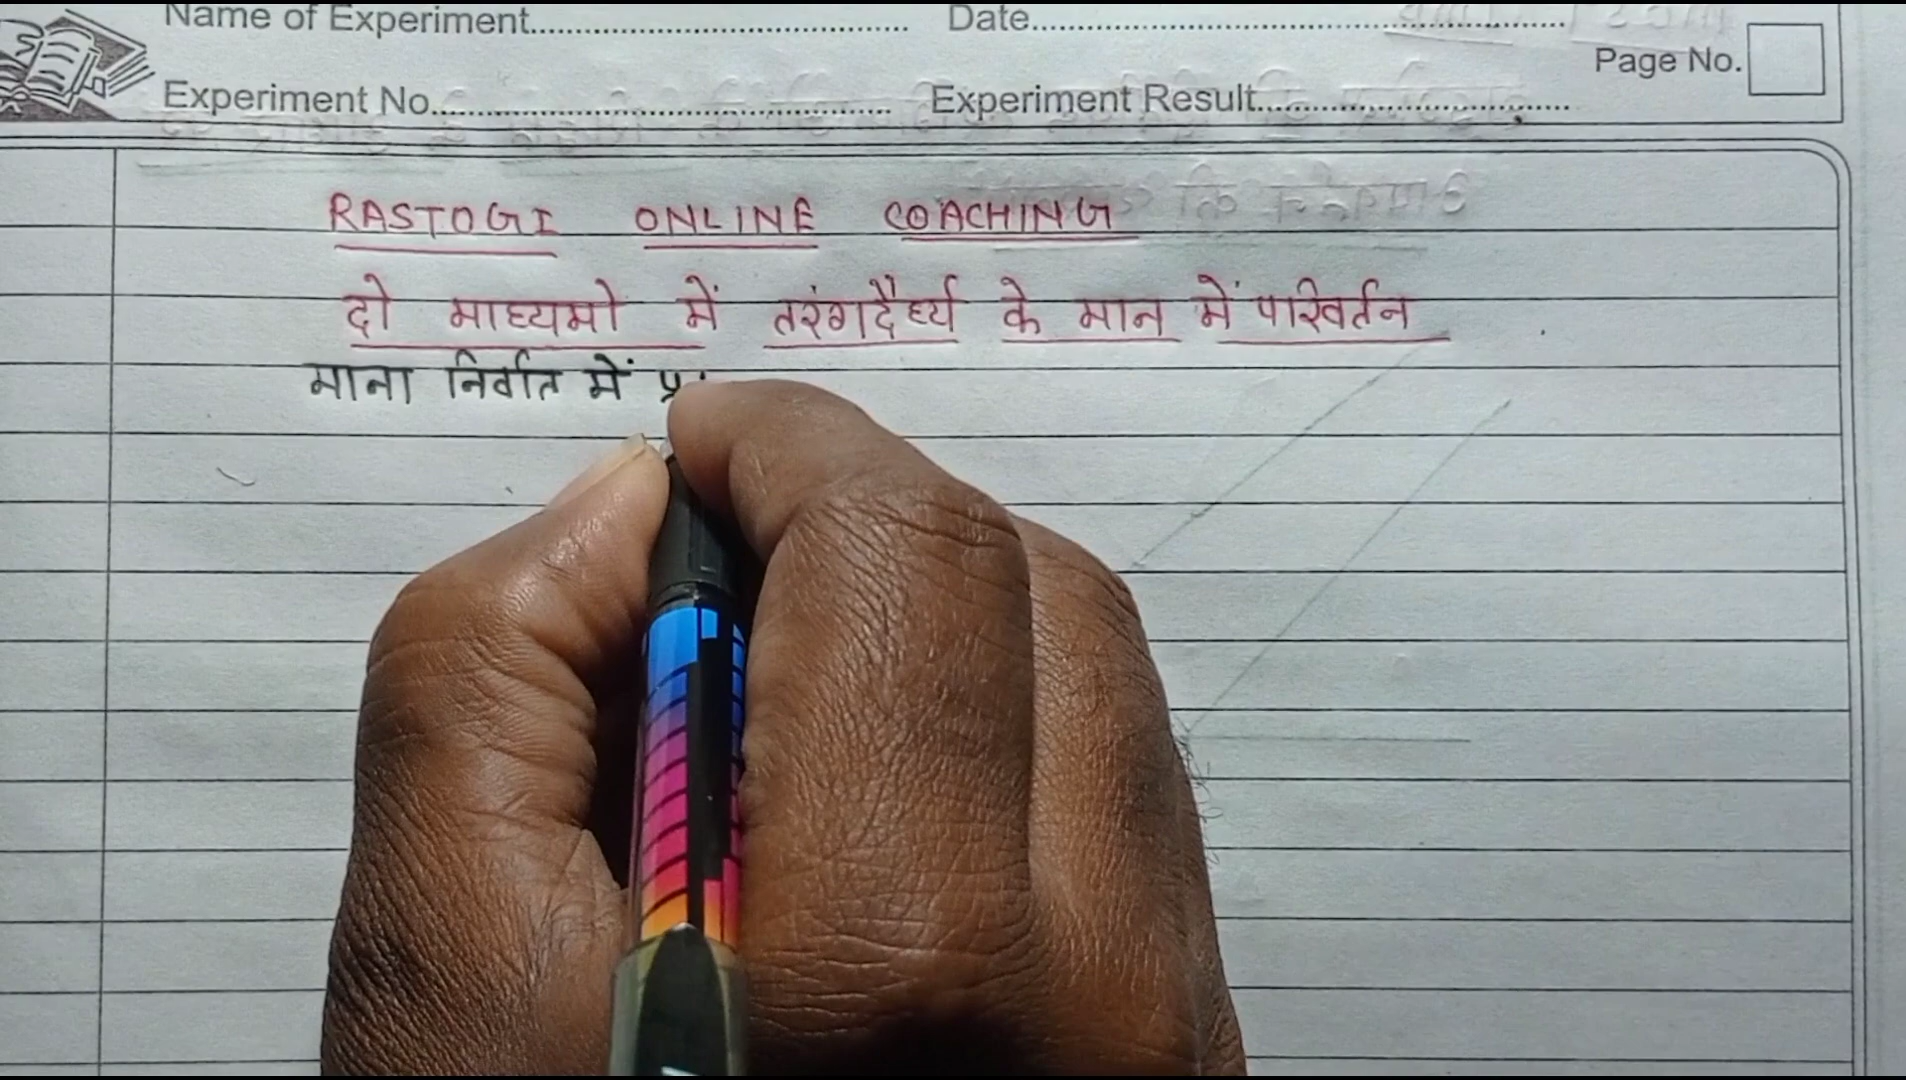 Name of Experiment.................................... Date....................................
Page No.
Experiment No.................................... Experiment Result....................................
RASTOGI ONLINE COACHING
दो माध्यमो में तरंगदैर्ध्य के मान में परिवर्तन
माना निर्वात में